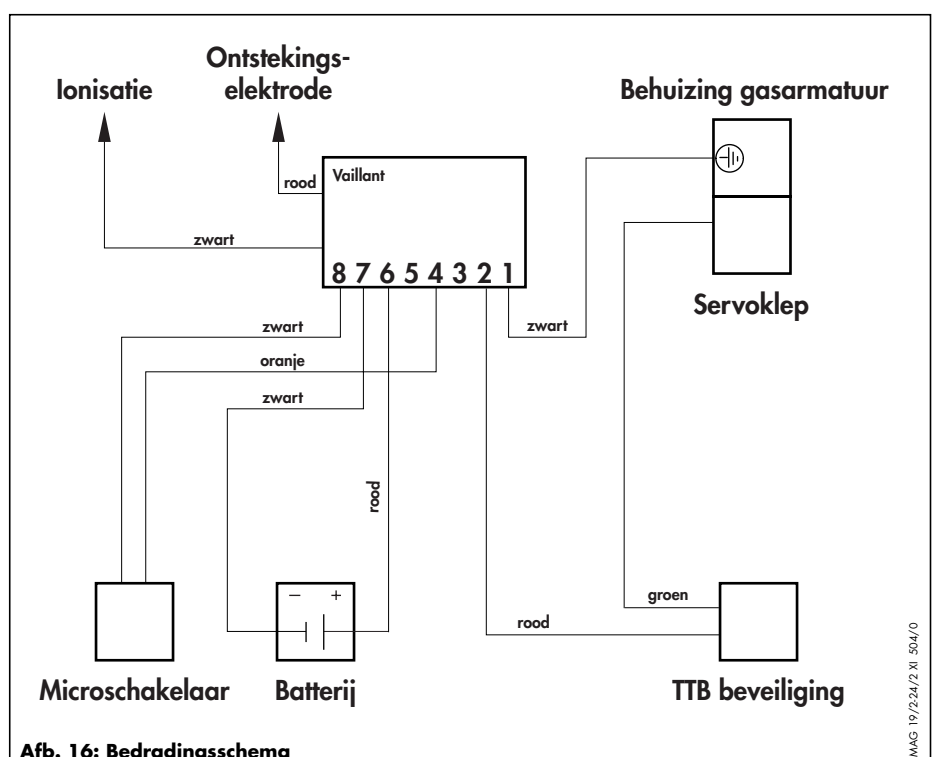 Ontstekings-
elektrode
Ionisatie
Behuizing gasarmatuur
rood
Vaillant
zwart
8 7 6 5 4 3 2 1
Servoklep
zwart
zwart
oranje
zwart
rood
groen
rood
− +
Microschakelaar
Batterij
TTB beveiliging
MAG 19/2-24/2 XI 504/0
Afb. 16: Bedradingsschema